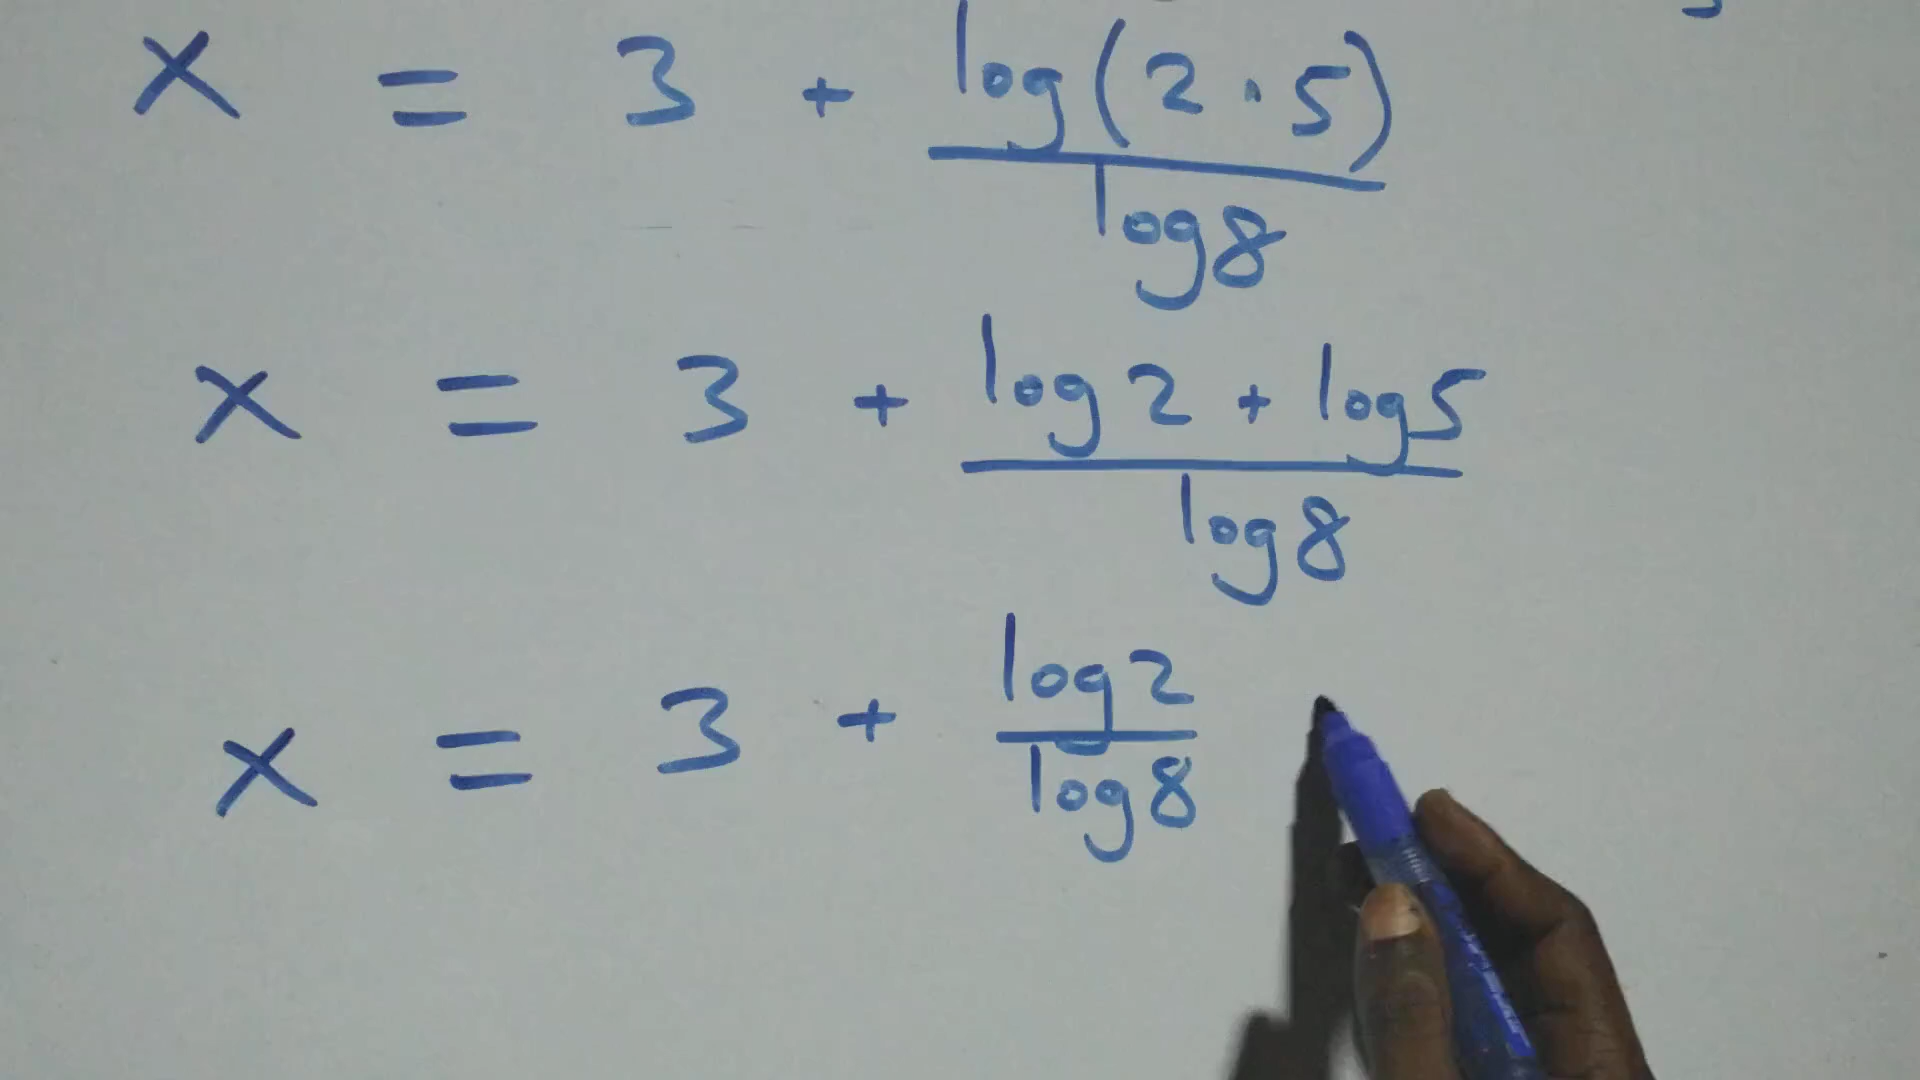 x = 3 + log(2·5)/log8
x = 3 + (log2 + log5)/log8
x = 3 + log2/log8